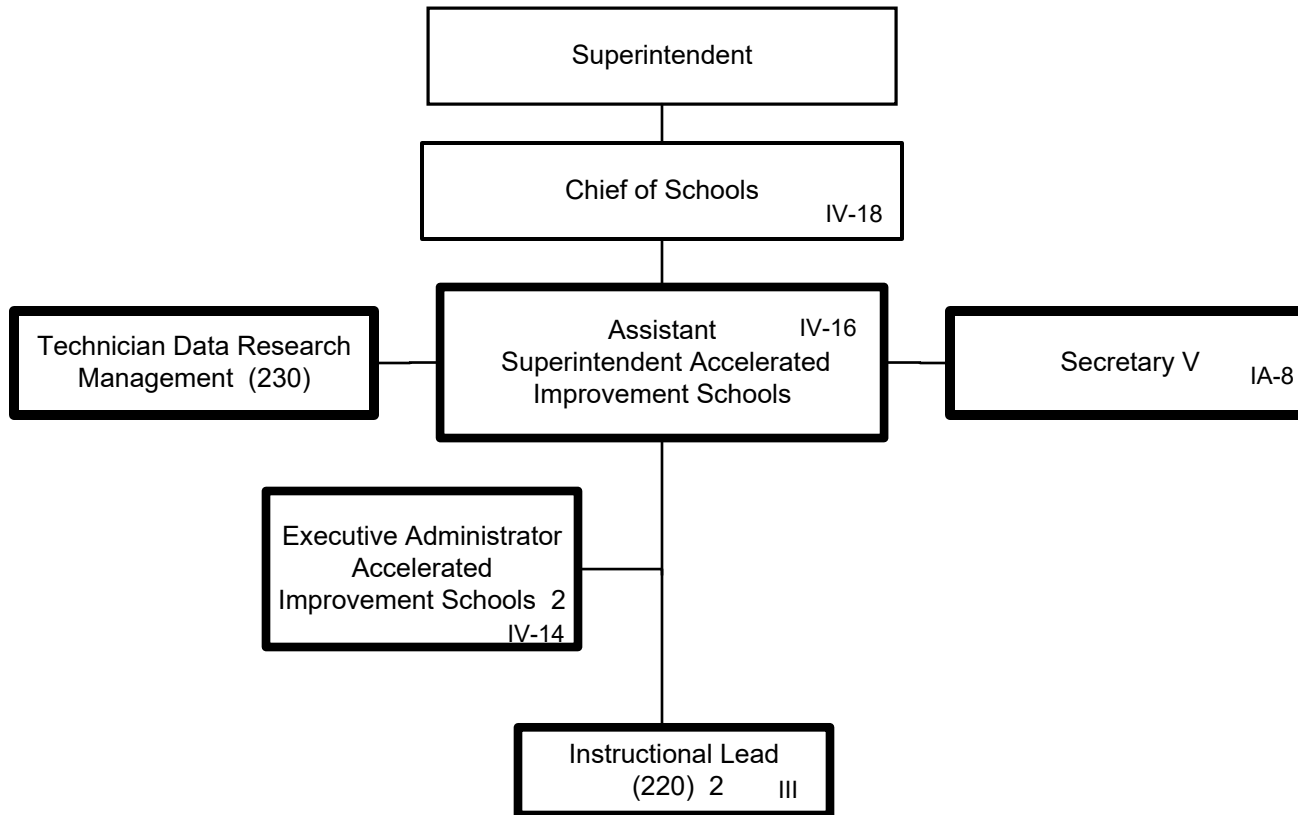 Superintendent
Chief of Schools
IV-18
Technician Data Research
Management (230)
Assistant
IV-16
Superintendent Accelerated
Improvement Schools
Secretary V
IA-8
Executive Administrator
Accelerated
Improvement Schools 2
IV-14
Instructional Lead
(220) 2
III